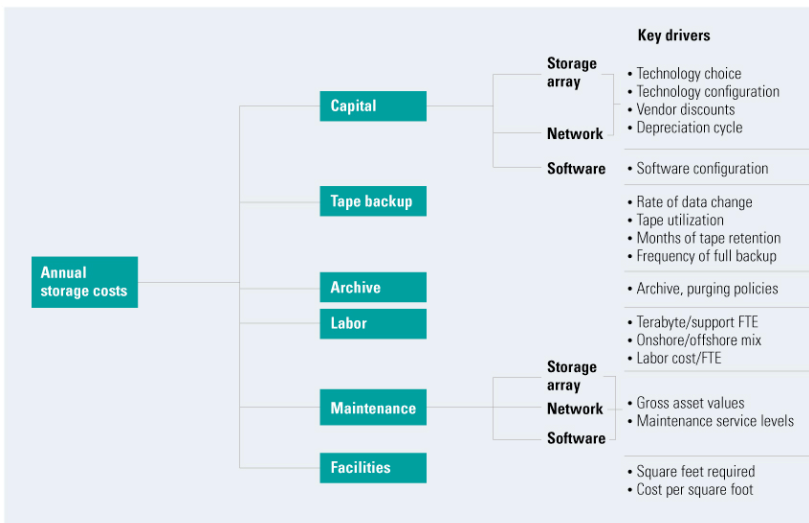 Key drivers
Annual
storage costs
Capital
Storage
array
Network
• Technology choice
• Technology configuration
• Vendor discounts
• Depreciation cycle
Software
• Software configuration
Tape backup
• Rate of data change
• Tape utilization
• Months of tape retention
• Frequency of full backup
Archive
• Archive, purging policies
Labor
• Terabyte/support FTE
• Onshore/offshore mix
• Labor cost/FTE
Maintenance
Storage
array
Network
Software
• Gross asset values
• Maintenance service levels
Facilities
• Square feet required
• Cost per square foot